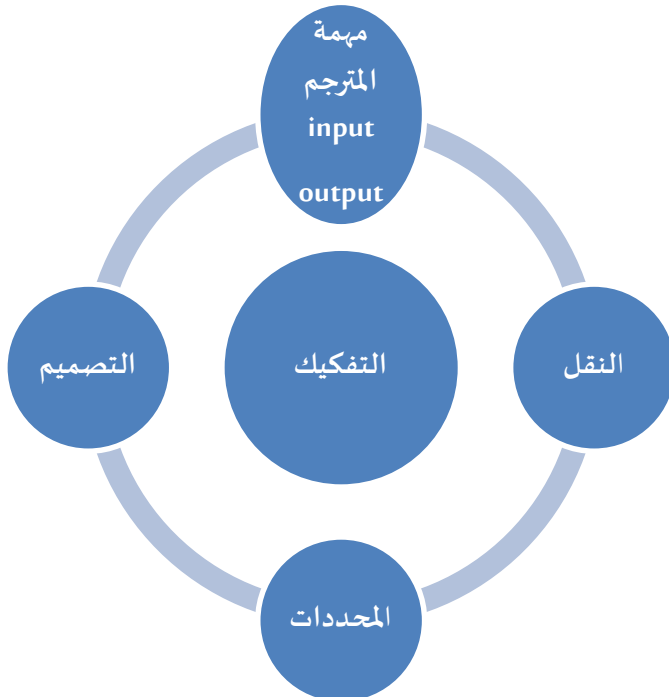 مهمة
المترجم
input
output
النقل
التفكيك
التصميم
المحددات